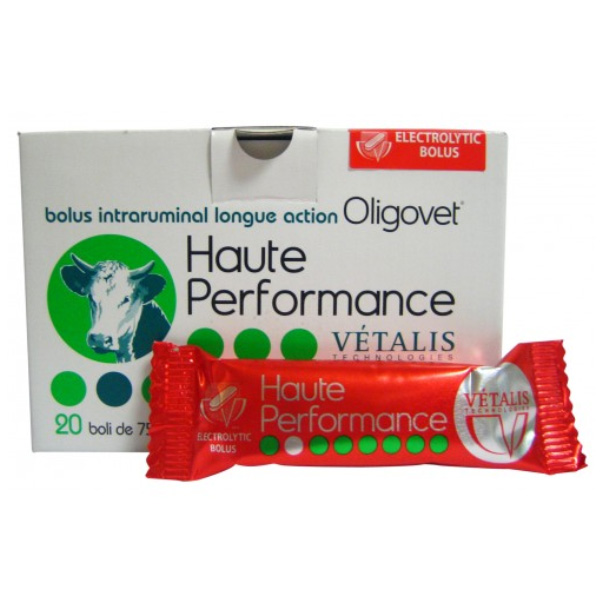 ELECTROLYTIC
BOLUS
bolus intraruminal longue action Oligovet®
Haute
Performance
VÉTALIS
TECHNOLOGIES
20 boli de
Haute
Performance
ELECTROLYTIC
BOLUS
VÉTALIS
TECHNOLOGIES